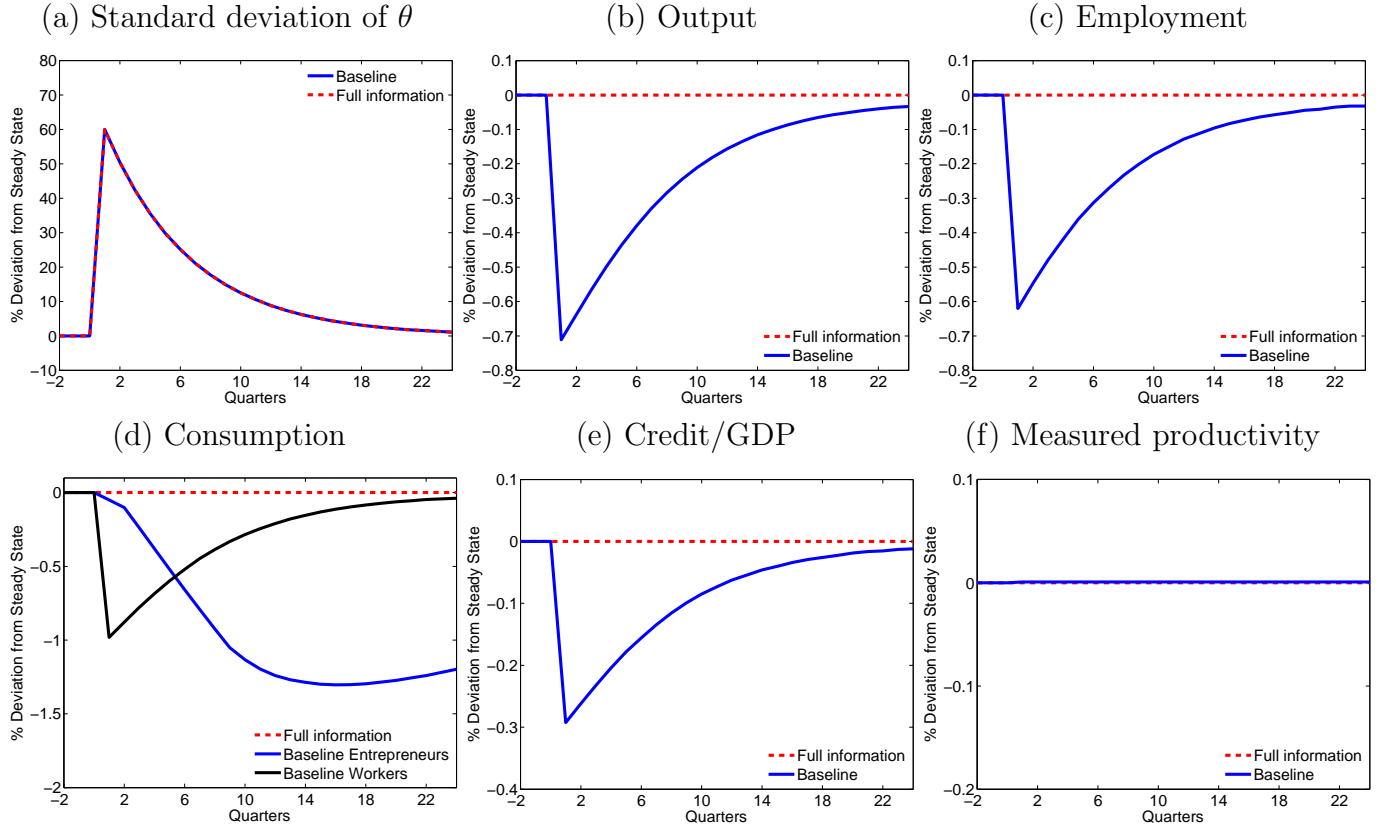 (a) Standard deviation of θ
(b) Output
(c) Employment
% Deviation from Steady State
80
70
60
50
40
30
20
10
0
−10
Baseline
Full information
−2 2 6 10 14 18 22
Quarters
% Deviation from Steady State
0.1
0
−0.1
−0.2
−0.3
−0.4
−0.5
−0.6
−0.7
−0.8
Full information
Baseline
−2 2 6 10 14 18 22
Quarters
% Deviation from Steady State
0.1
0
−0.1
−0.2
−0.3
−0.4
−0.5
−0.6
−0.7
−0.8
Full information
Baseline
−2 2 6 10 14 18 22
Quarters
(d) Consumption
(e) Credit/GDP
(f) Measured productivity
% Deviation from Steady State
0
−0.5
−1
−1.5
−2
Full information
Baseline Entrepreneurs
Baseline Workers
−2 2 6 10 14 18 22
Quarters
% Deviation from Steady State
0.1
0
−0.1
−0.2
−0.3
−0.4
Full information
Baseline
−2 2 6 10 14 18 22
Quarters
% Deviation from Steady State
0.1
0
−0.1
−0.2
Full information
Baseline
−2 2 6 10 14 18 22
Quarters